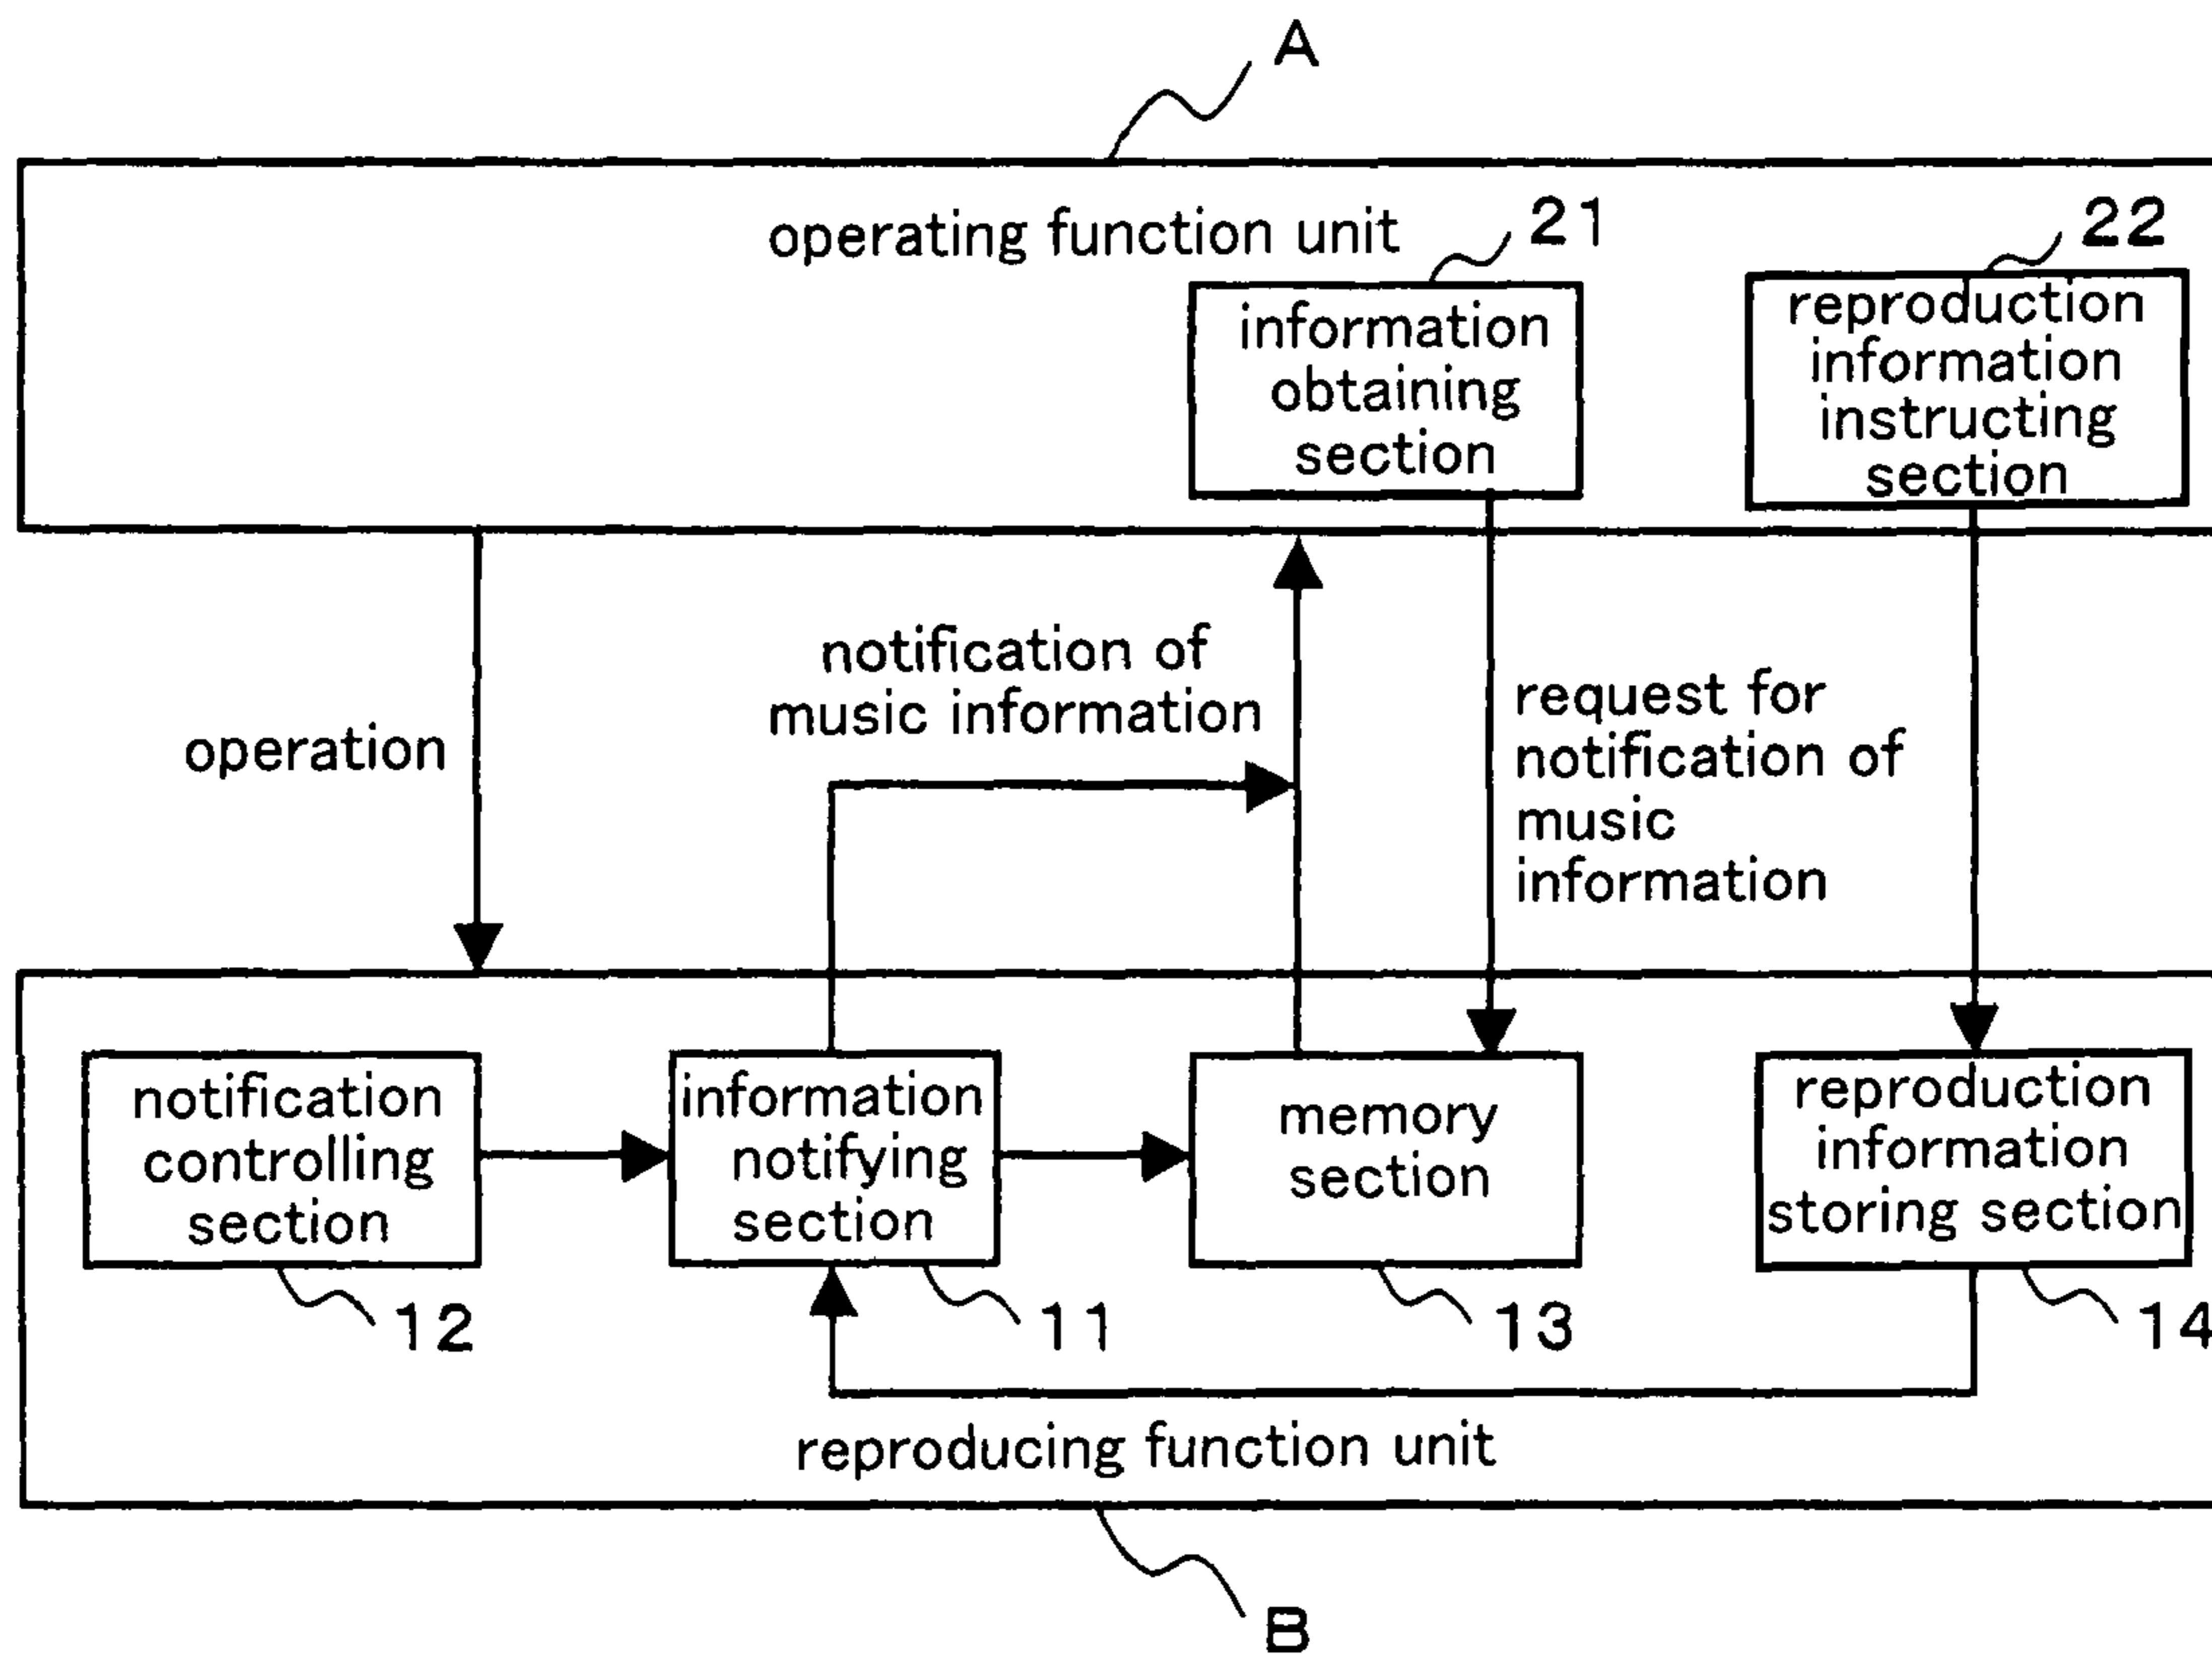 A
operating function unit
21
22
information
obtaining
section
reproduction
information
instructing
section
operation
notification of
music information
request for
notification of
music
information
notification
controlling
section
information
notifying
section
memory
section
reproduction
information
storing section
12
11
13
14
reproducing function unit
B